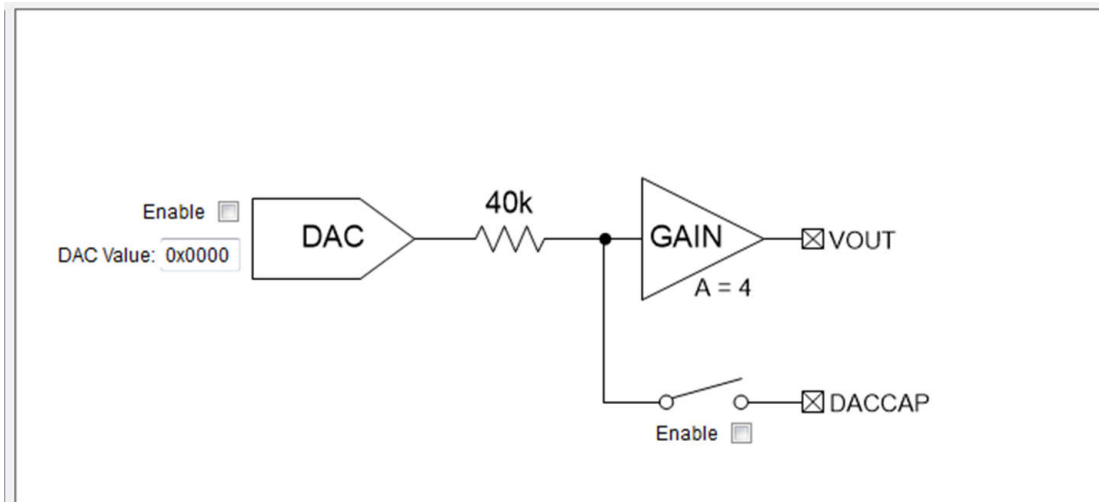 40k
Enable
DAC
GAIN
VOUT
DAC Value: 0x0000
A = 4
DACCAP
Enable